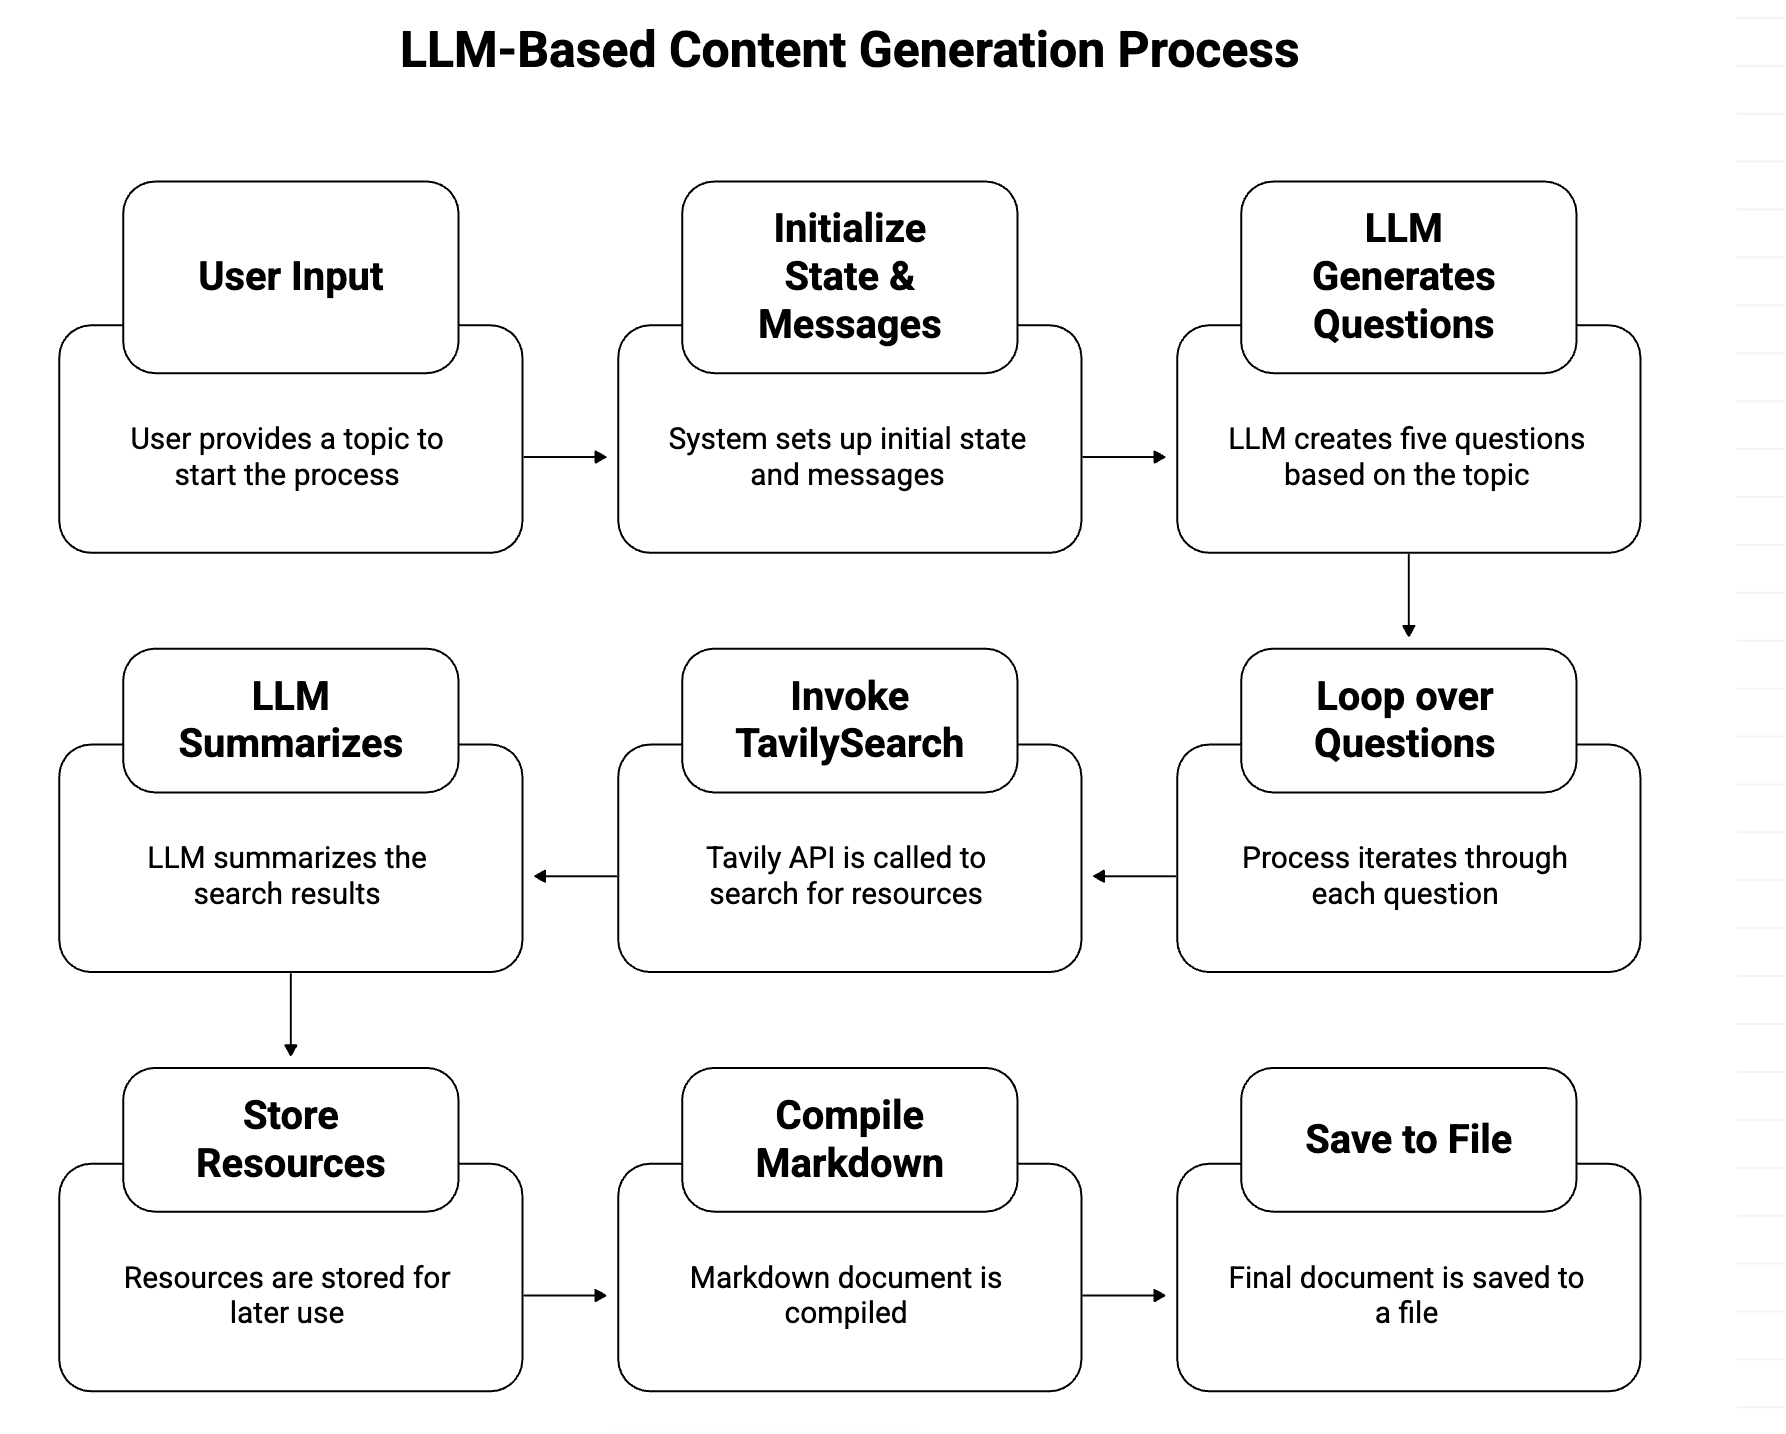 LLM-Based Content Generation Process
User Input
User provides a topic to
start the process
Initialize
State &
Messages
System sets up initial state
and messages
LLM
Generates
Questions
LLM creates five questions
based on the topic
Loop over
Questions
Process iterates through
each question
Invoke
TavilySearch
Tavily API is called to
search for resources
LLM
Summarizes
LLM summarizes the
search results
Store
Resources
Resources are stored for
later use
Compile
Markdown
Markdown document is
compiled
Save to File
Final document is saved to
a file